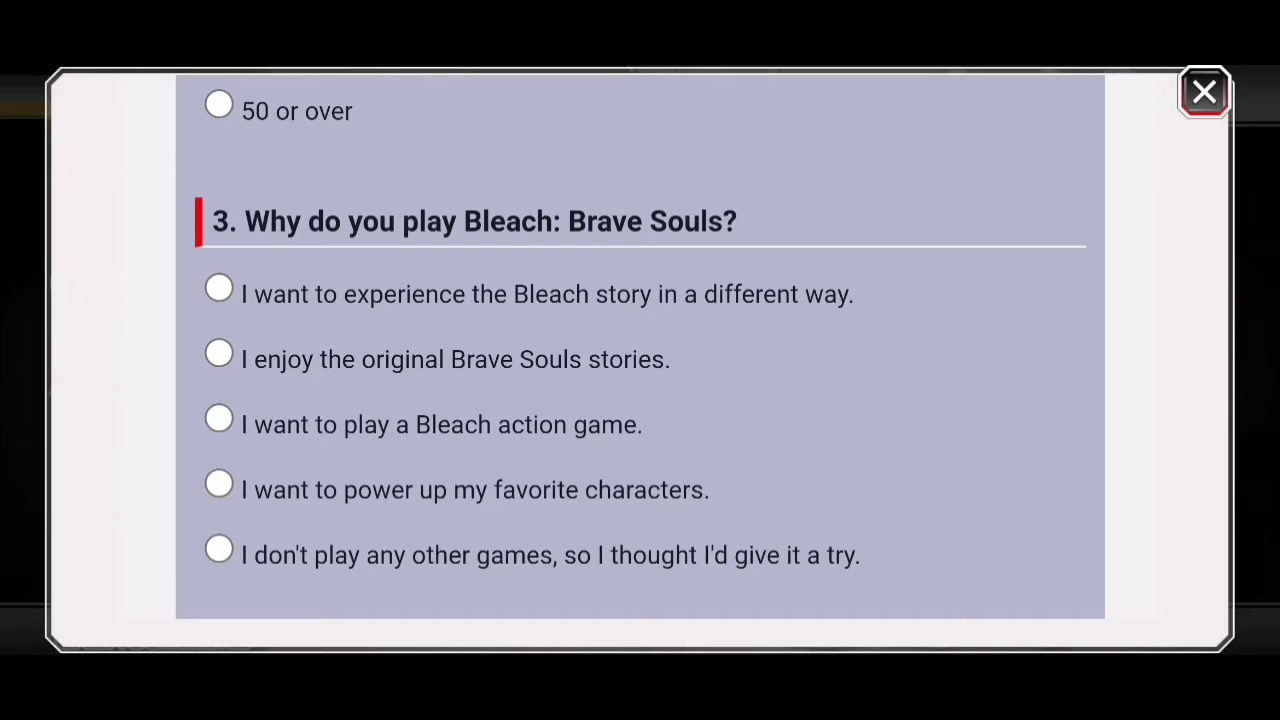 50 or over
3. Why do you play Bleach: Brave Souls?
I want to experience the Bleach story in a different way.
I enjoy the original Brave Souls stories.
I want to play a Bleach action game.
I want to power up my favorite characters.
I don't play any other games, so I thought I'd give it a try.